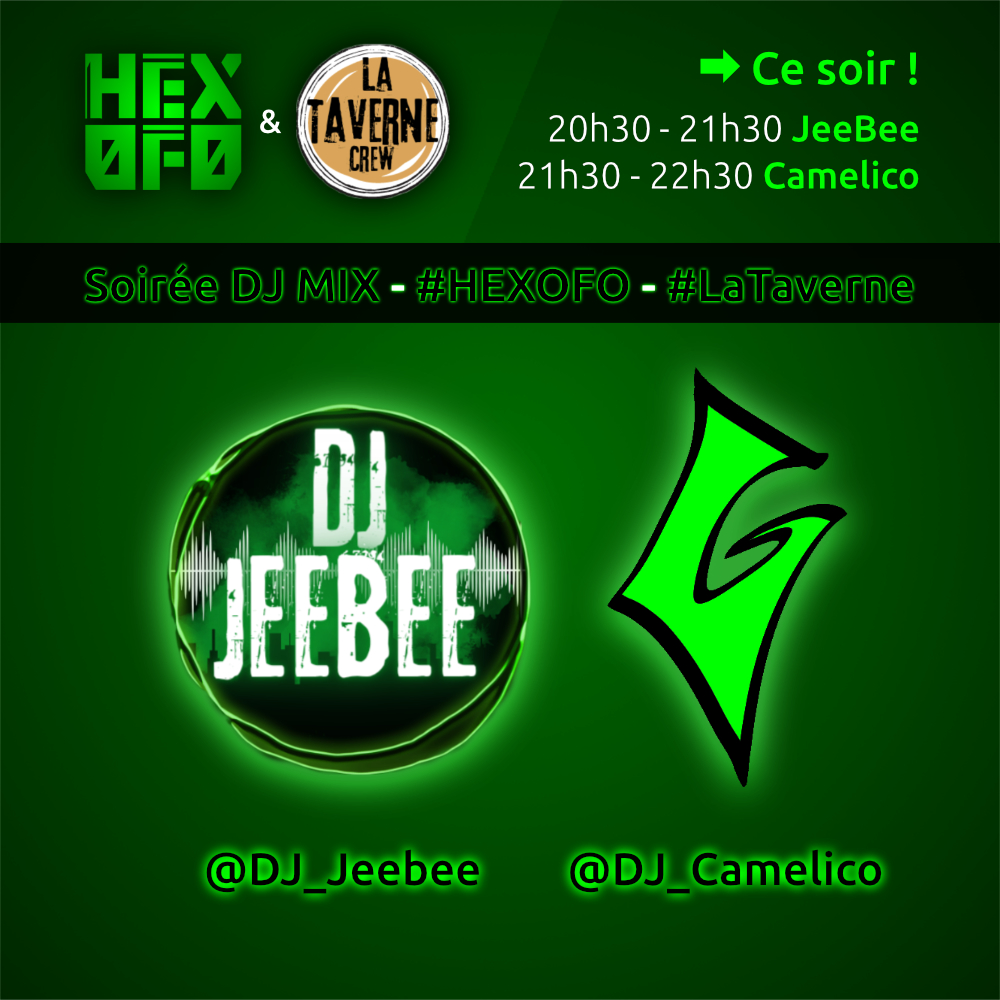 HEX
OFO
&
LA
TAVERNE
CREW
➡ Ce soir !
20h30 - 21h30 JeeBee
21h30 - 22h30 Camelico
Soirée DJ MIX - #HEXOFO - #LaTaverne
DJ
JEEBEE
@DJ_Jeebee
@DJ_Camelico